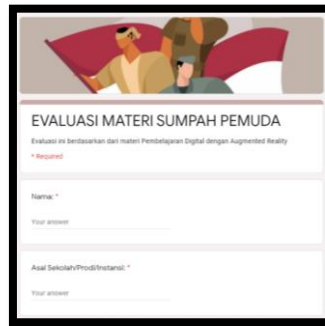 EVALUASI MATERI SUMPAH PEMUDA
Evaluasi ini berdasarkan dari materi Pembelajaran Digital dengan Augmented Reality
* Required
Nama: *
Your answer
Asal Sekolah/Prodi/Instansi: *
Your answer